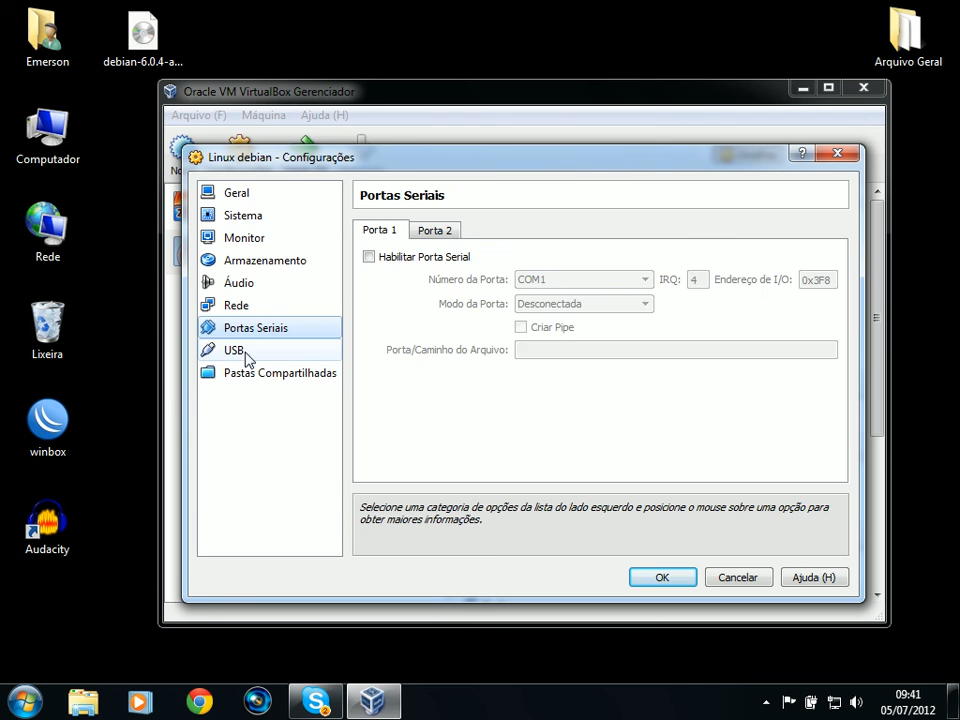 Emerson
debian-6.0.4-a...
Arquivo Geral
Computador
Rede
Lixeira
winbox
Audacity
Oracle VM VirtualBox Gerenciador
Arquivo (F) Máquina Ajuda (H)
Linux debian - Configurações
Geral
Sistema
Monitor
Armazenamento
Áudio
Rede
Portas Seriais
USB
Pastas Compartilhadas
Portas Seriais
Porta 1 Porta 2
Habilitar Porta Serial
Número da Porta: COM1 IRQ: 4 Endereço de I/O: 0x3F8
Modo da Porta: Desconectada
Criar Pipe
Porta/Caminho do Arquivo:
Selecione uma categoria de opções da lista do lado esquerdo e posicione o mouse sobre uma opção para
obter maiores informações.
OK Cancelar Ajuda (H)
2
09:41
05/07/2012